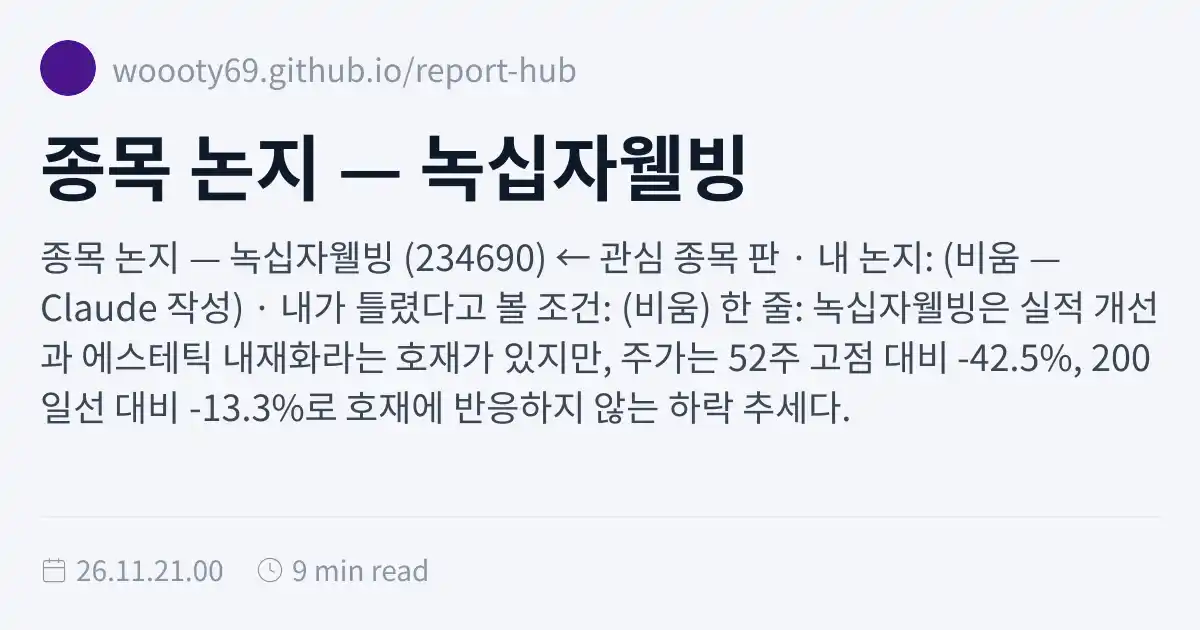 woooty69.github.io/report-hub
종목 논지 — 녹십자웰빙
종목 논지 — 녹십자웰빙 (234690) ← 관심 종목 판 · 내 논지: (비움 —
Claude 작성) · 내가 틀렸다고 볼 조건: (비움) 한 줄: 녹십자웰빙은 실적 개선
과 에스테틱 내재화라는 호재가 있지만, 주가는 52주 고점 대비 -42.5%, 200
일선 대비 -13.3%로 호재에 반응하지 않는 하락 추세다.
26.11.21.00
9 min read